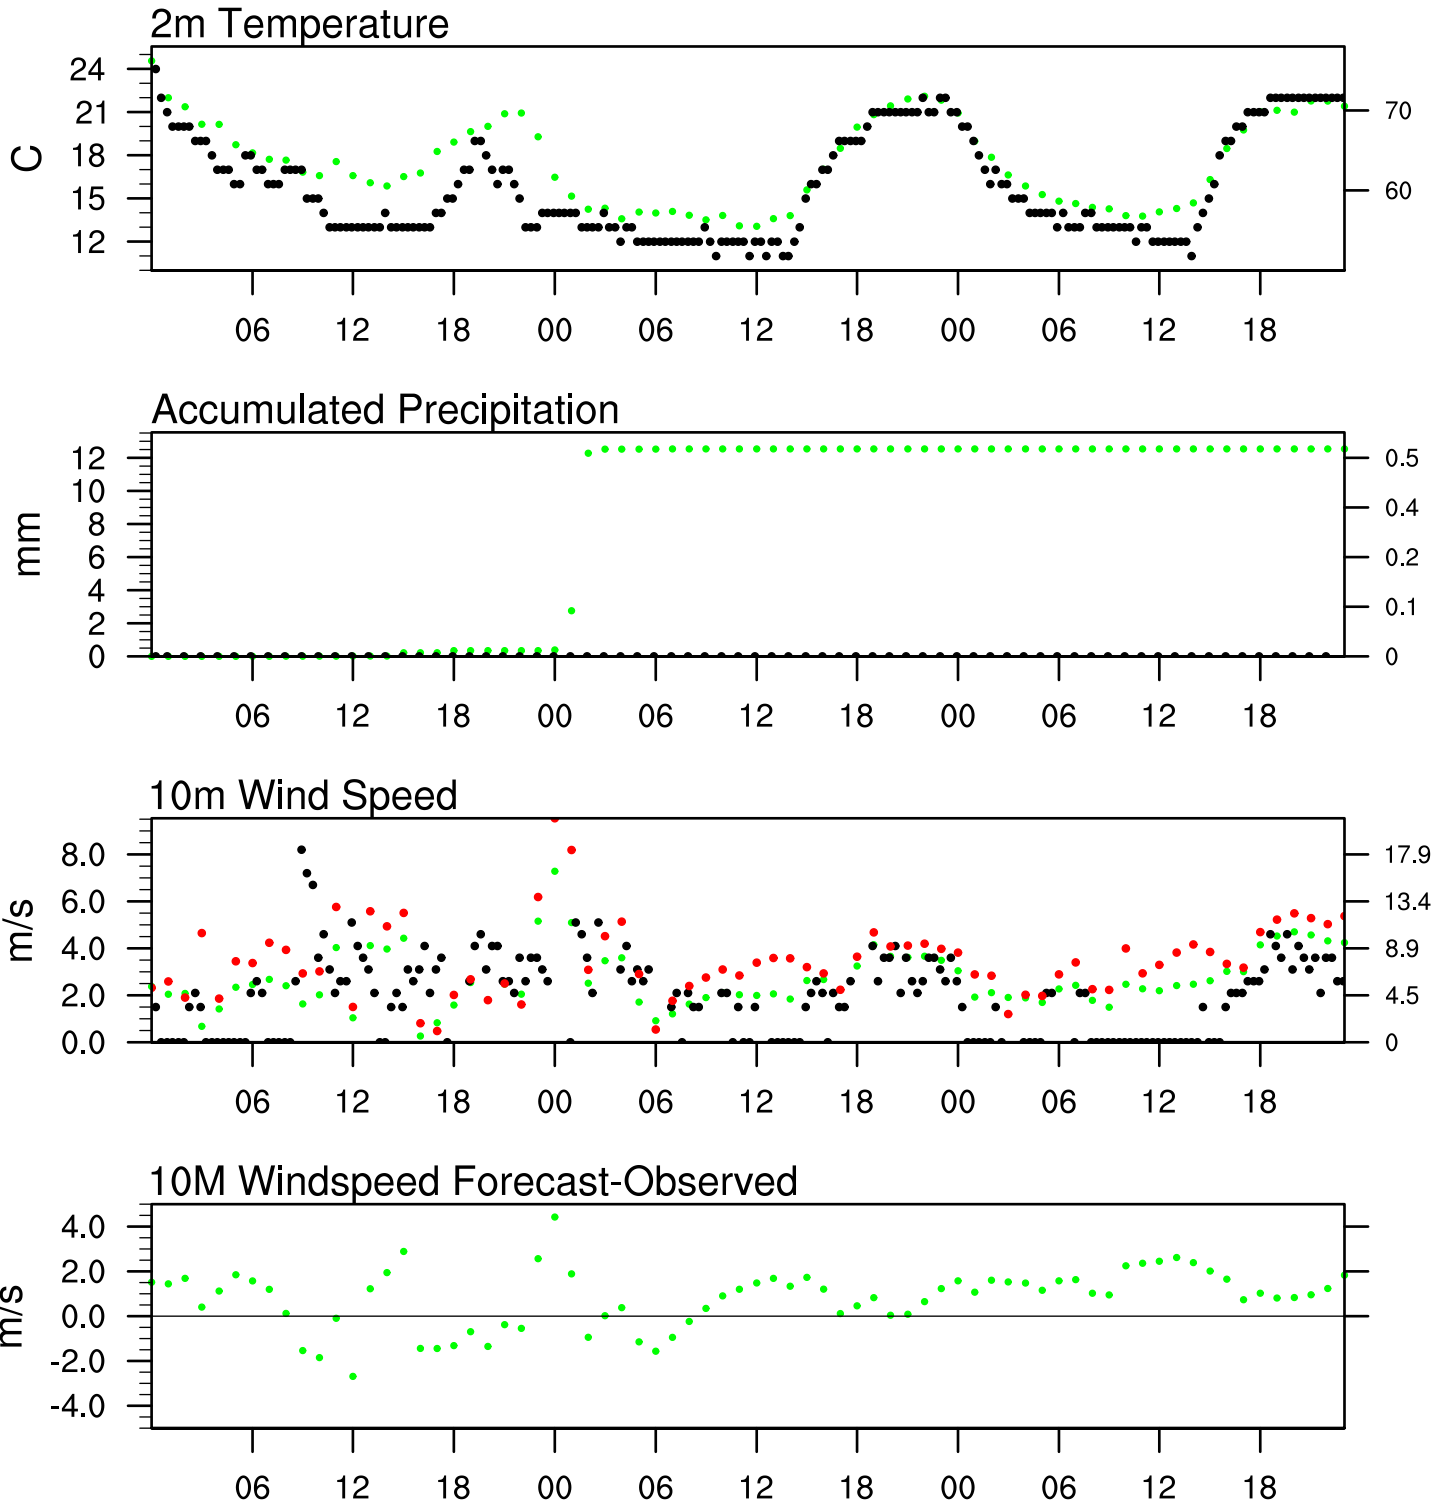 2m Temperature
24
21
18
15
12
C
70
60
06 12 18 00 06 12 18 00 06 12 18
Accumulated Precipitation
12
10
8
6
4
2
0
mm
0.5
0.4
0.2
0.1
0
06 12 18 00 06 12 18 00 06 12 18
10m Wind Speed
8.0
6.0
4.0
2.0
0.0
m/s
17.9
13.4
8.9
4.5
0
06 12 18 00 06 12 18 00 06 12 18
10M Windspeed Forecast-Observed
4.0
2.0
0.0
-2.0
-4.0
m/s
06 12 18 00 06 12 18 00 06 12 18